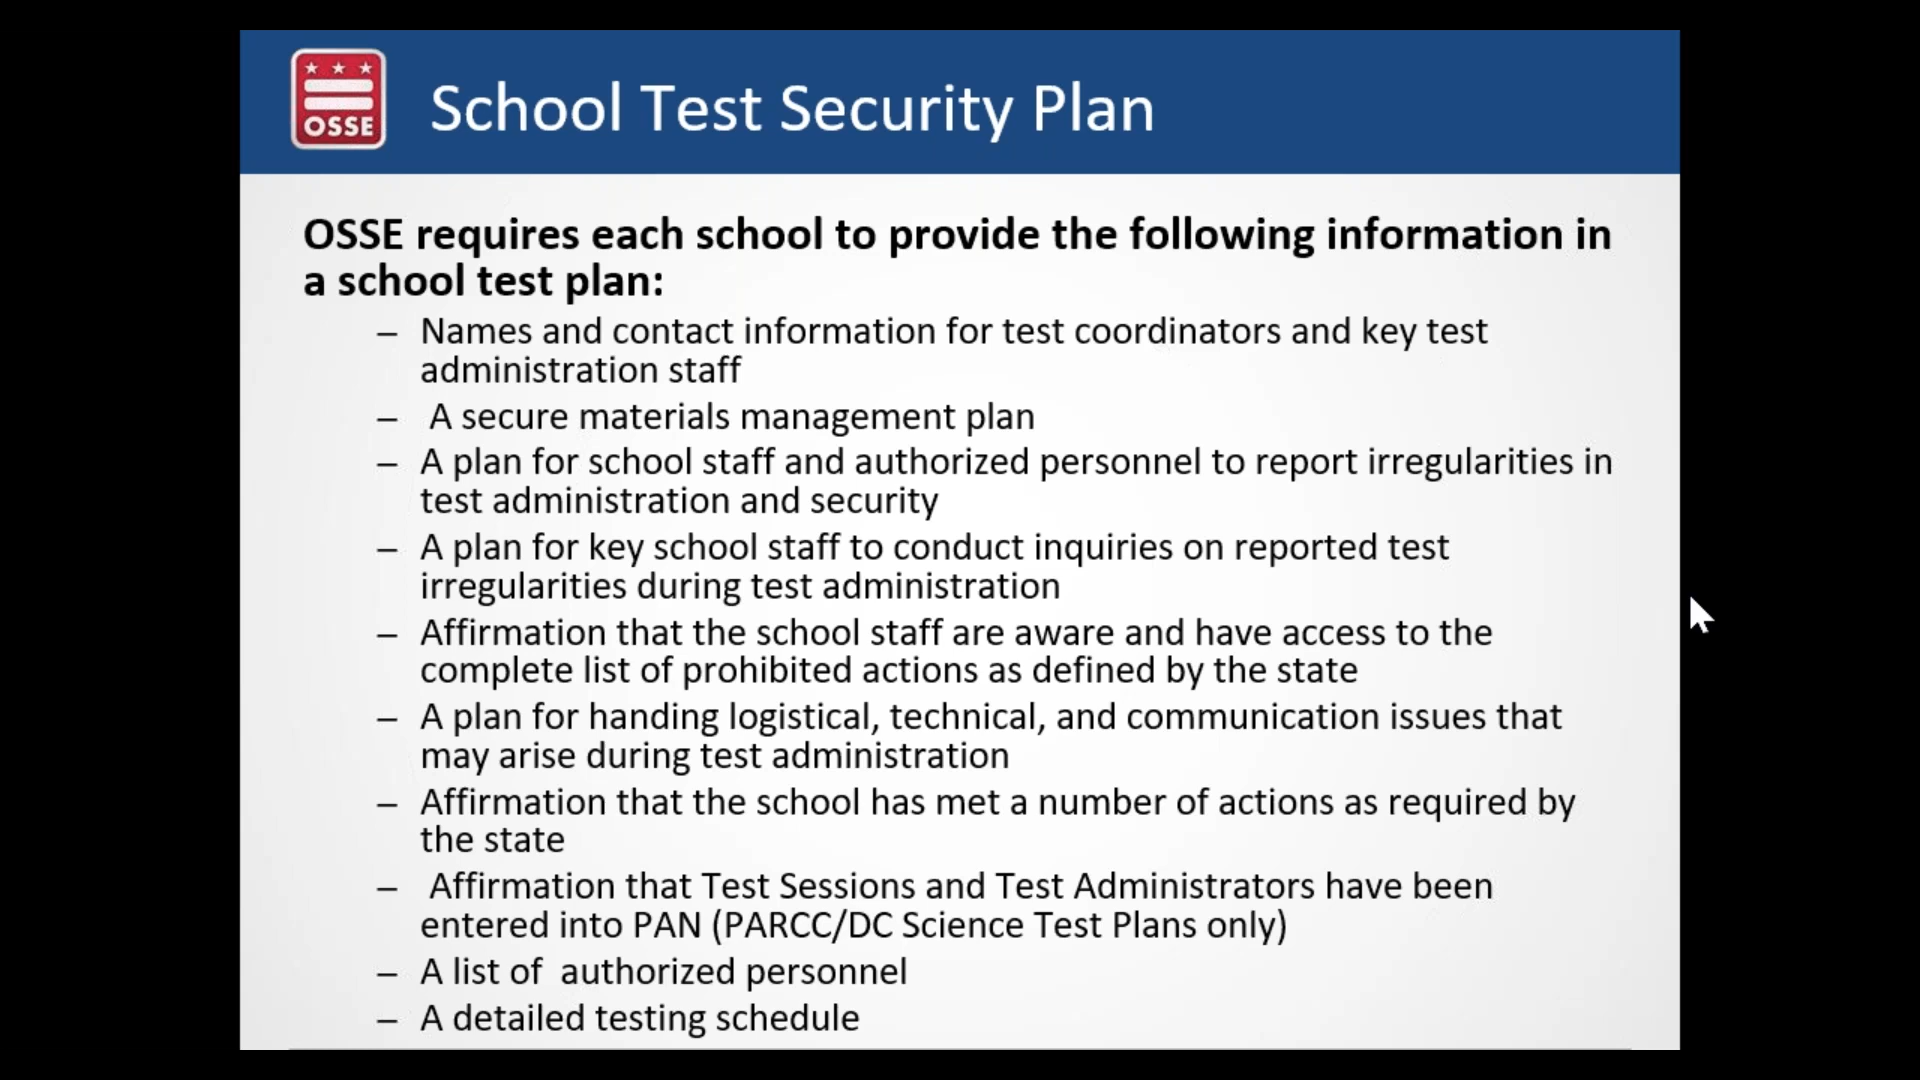 OSSE
School Test Security Plan
OSSE requires each school to provide the following information in
a school test plan:
– Names and contact information for test coordinators and key test
administration staff
– A secure materials management plan
– A plan for school staff and authorized personnel to report irregularities in
test administration and security
– A plan for key school staff to conduct inquiries on reported test
irregularities during test administration
– Affirmation that the school staff are aware and have access to the
complete list of prohibited actions as defined by the state
– A plan for handing logistical, technical, and communication issues that
may arise during test administration
– Affirmation that the school has met a number of actions as required by
the state
– Affirmation that Test Sessions and Test Administrators have been
entered into PAN (PARCC/DC Science Test Plans only)
– A list of  authorized personnel
– A detailed testing schedule